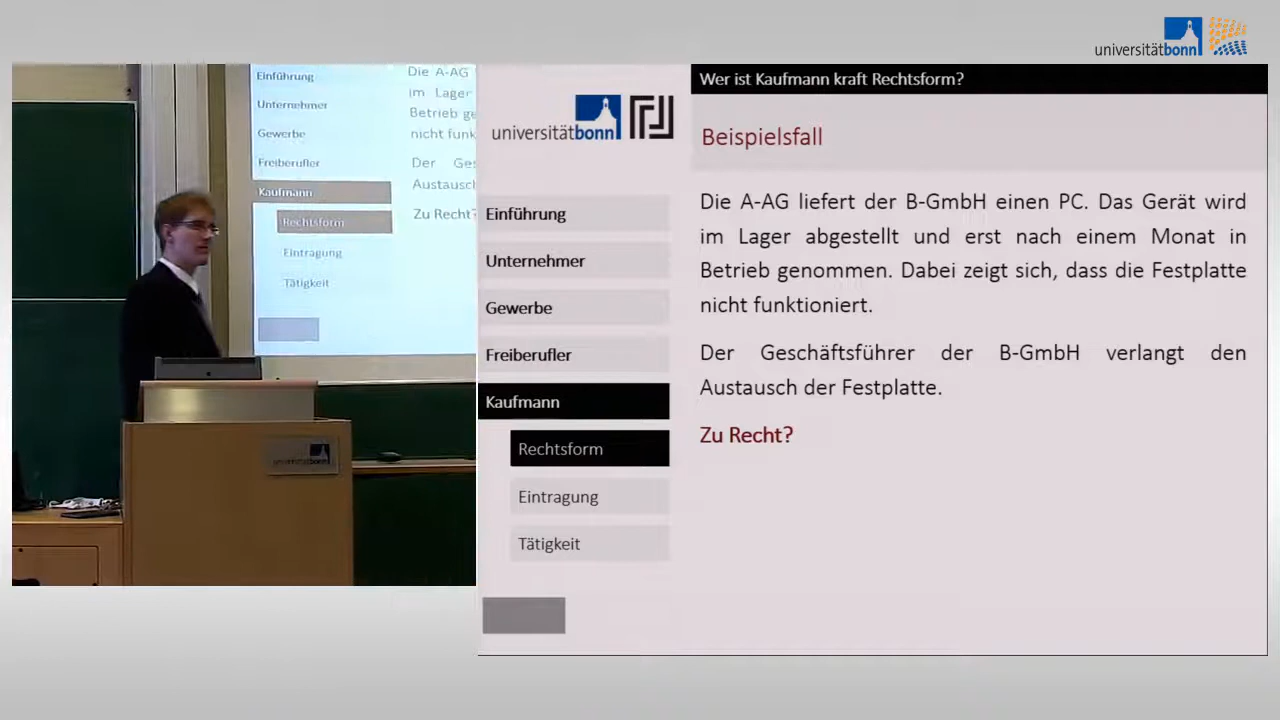 universitätbonn
Einführung
Unternehmer
Gewerbe
Freiberufler
Kaufmann
Rechtsform
Eintragung
Tätigkeit
Die A-AG
im Lager
Betrieb ge
nicht funk
Der Ges
Austausch
Zu Recht?
universitätbonn
universitätbonn
Einführung
Unternehmer
Gewerbe
Freiberufler
Kaufmann
Rechtsform
Eintragung
Tätigkeit
Wer ist Kaufmann kraft Rechtsform?
Beispielsfall
Die A-AG liefert der B-GmbH einen PC. Das Gerät wird
im Lager abgestellt und erst nach einem Monat in
Betrieb genommen. Dabei zeigt sich, dass die Festplatte
nicht funktioniert.
Der Geschäftsführer der B-GmbH verlangt den
Austausch der Festplatte.
Zu Recht?